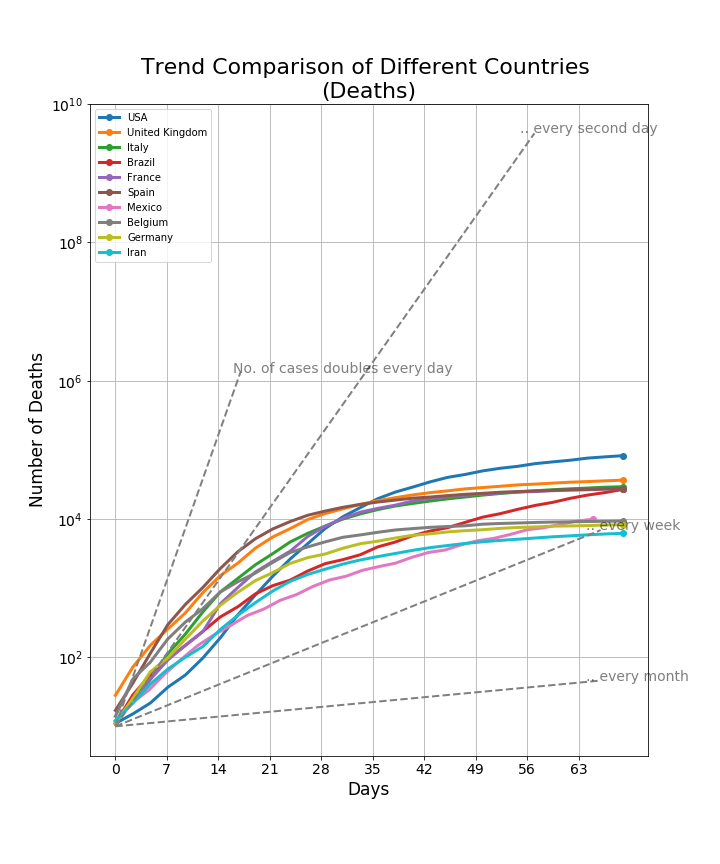 Trend Comparison of Different Countries
(Deaths)
Number of Deaths
10^10
10^8
10^6
10^4
10^2
USA
United Kingdom
Italy
Brazil
France
Spain
Mexico
Belgium
Germany
Iran
.. every second day
No. of cases doubles every day
.. every week
.. every month
0 7 14 21 28 35 42 49 56 63
Days